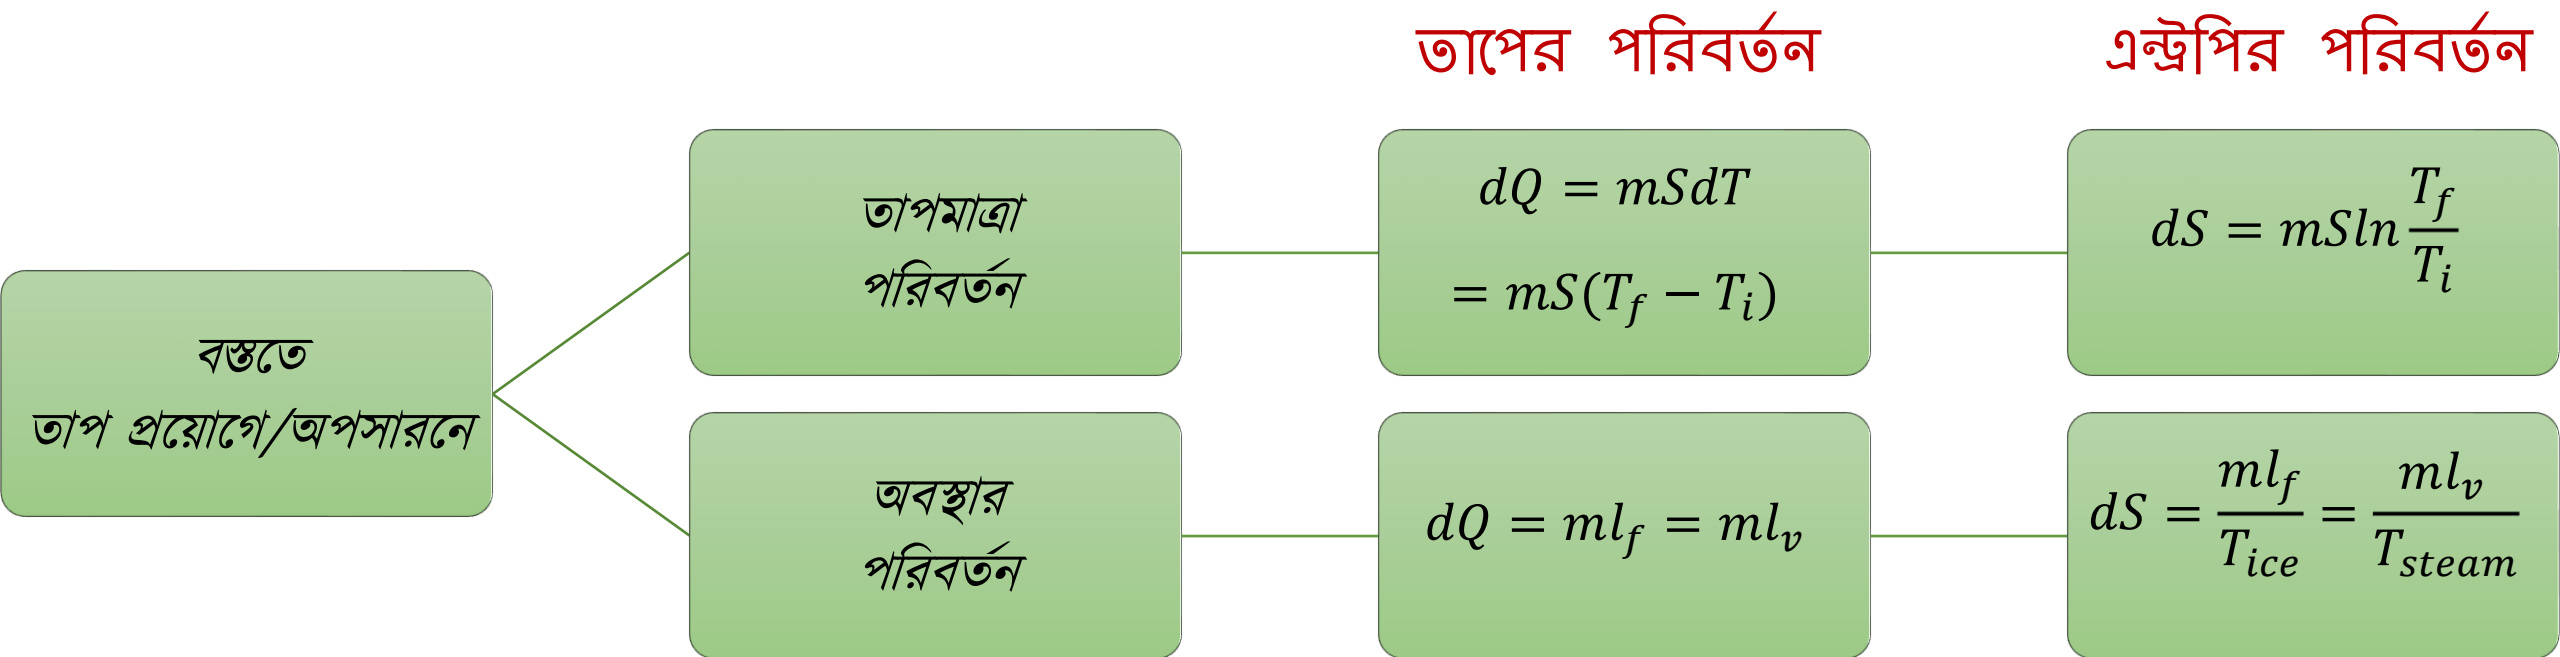 তাপের পরিবর্তন
এন্ট্রপির পরিবর্তন
বস্তুতে
তাপ প্রয়োগে/অপসারনে
তাপমাত্রা
পরিবর্তন
dQ = mSdT
= mS(T_f − T_i)
dS = mSln T_f/T_i
অবস্থার
পরিবর্তন
dQ = ml_f = ml_v
dS = ml_f/T_ice = ml_v/T_steam